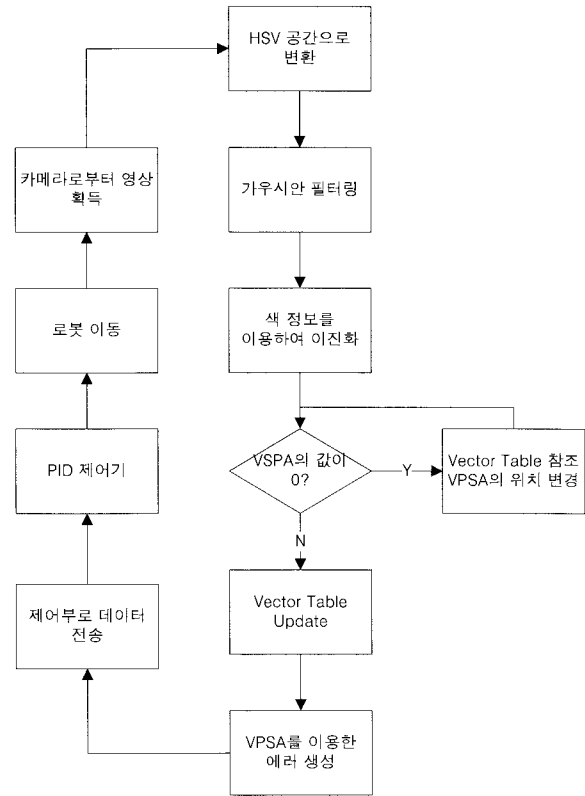 HSV 공간으로
변환
카메라로부터 영상
획득
가우시안 필터링
로봇 이동
색 정보를
이용하여 이진화
PID 제어기
VSPA의 값이
0?
Y
Vector Table 참조
VPSA의 위치 변경
N
제어부로 데이터
전송
Vector Table
Update
VPSA를 이용한
에러 생성